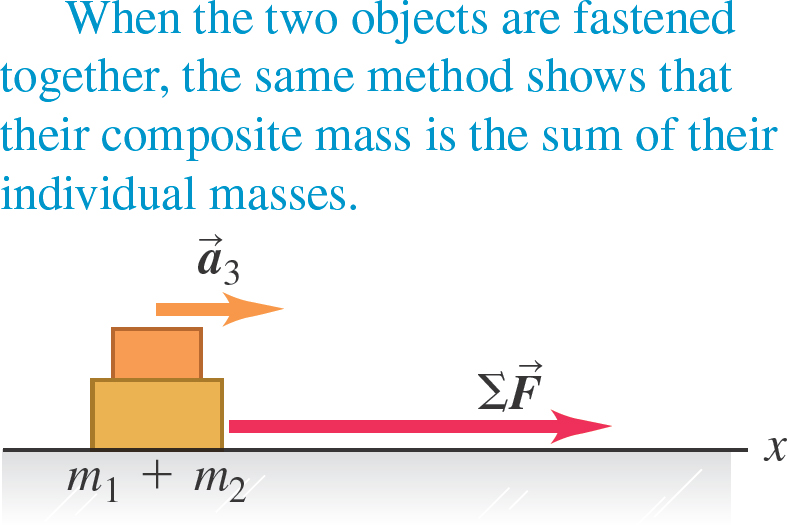 When the two objects are fastened
together, the same method shows that
their composite mass is the sum of their
individual masses.
a⃗₃
ΣF⃗
x
m₁ + m₂